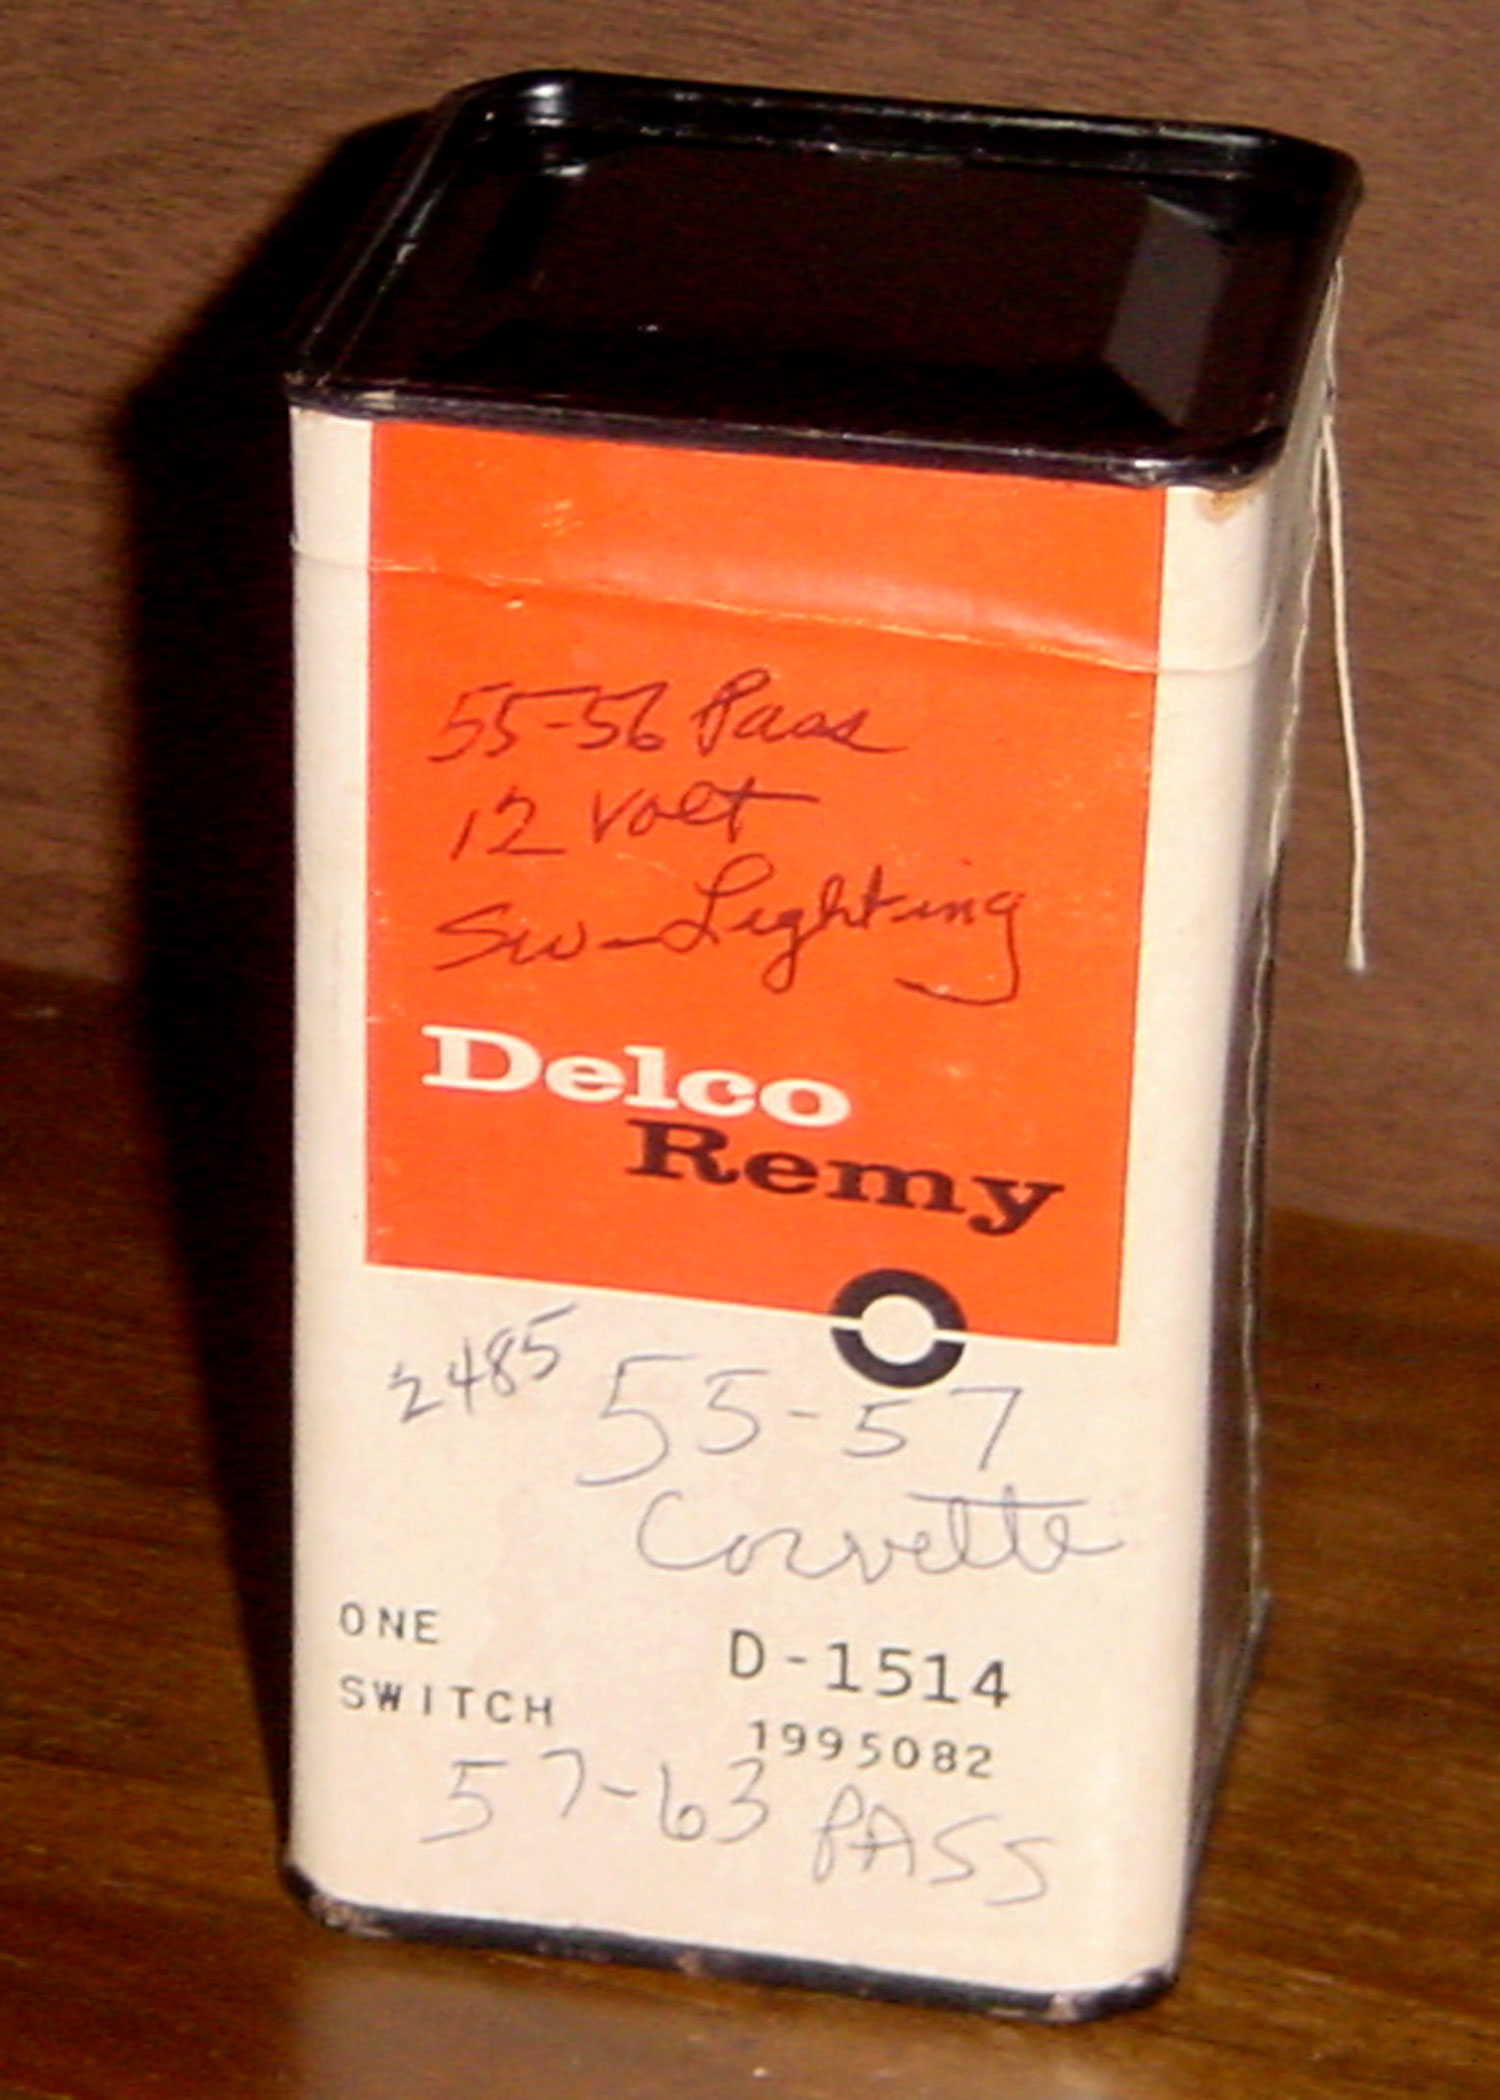 55-56 Pass
12 Volt
Sw-Lighting
Delco
Remy
2485
55-57
Corvette
ONE
SWITCH
D-1514
1995082
57-63 PASS